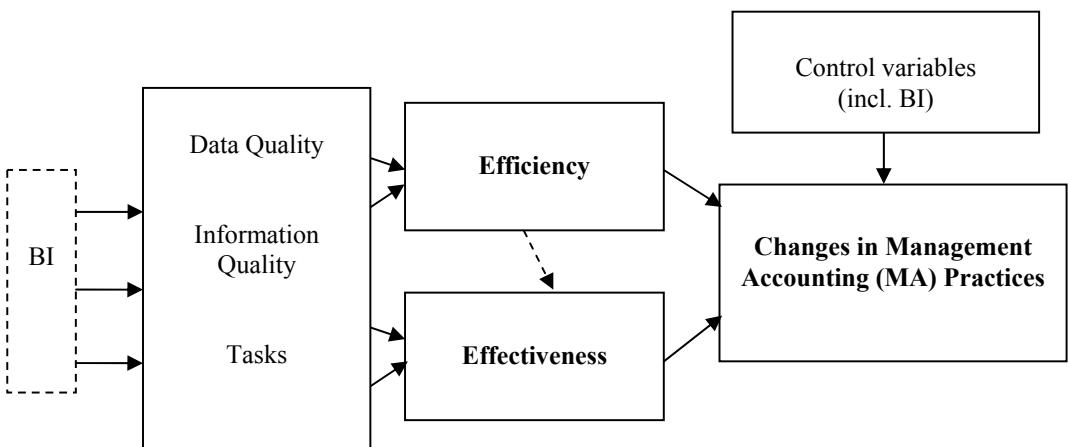 BI
Data Quality
Information
Quality
Tasks
Efficiency
Effectiveness
Control variables
(incl. BI)
Changes in Management
Accounting (MA) Practices